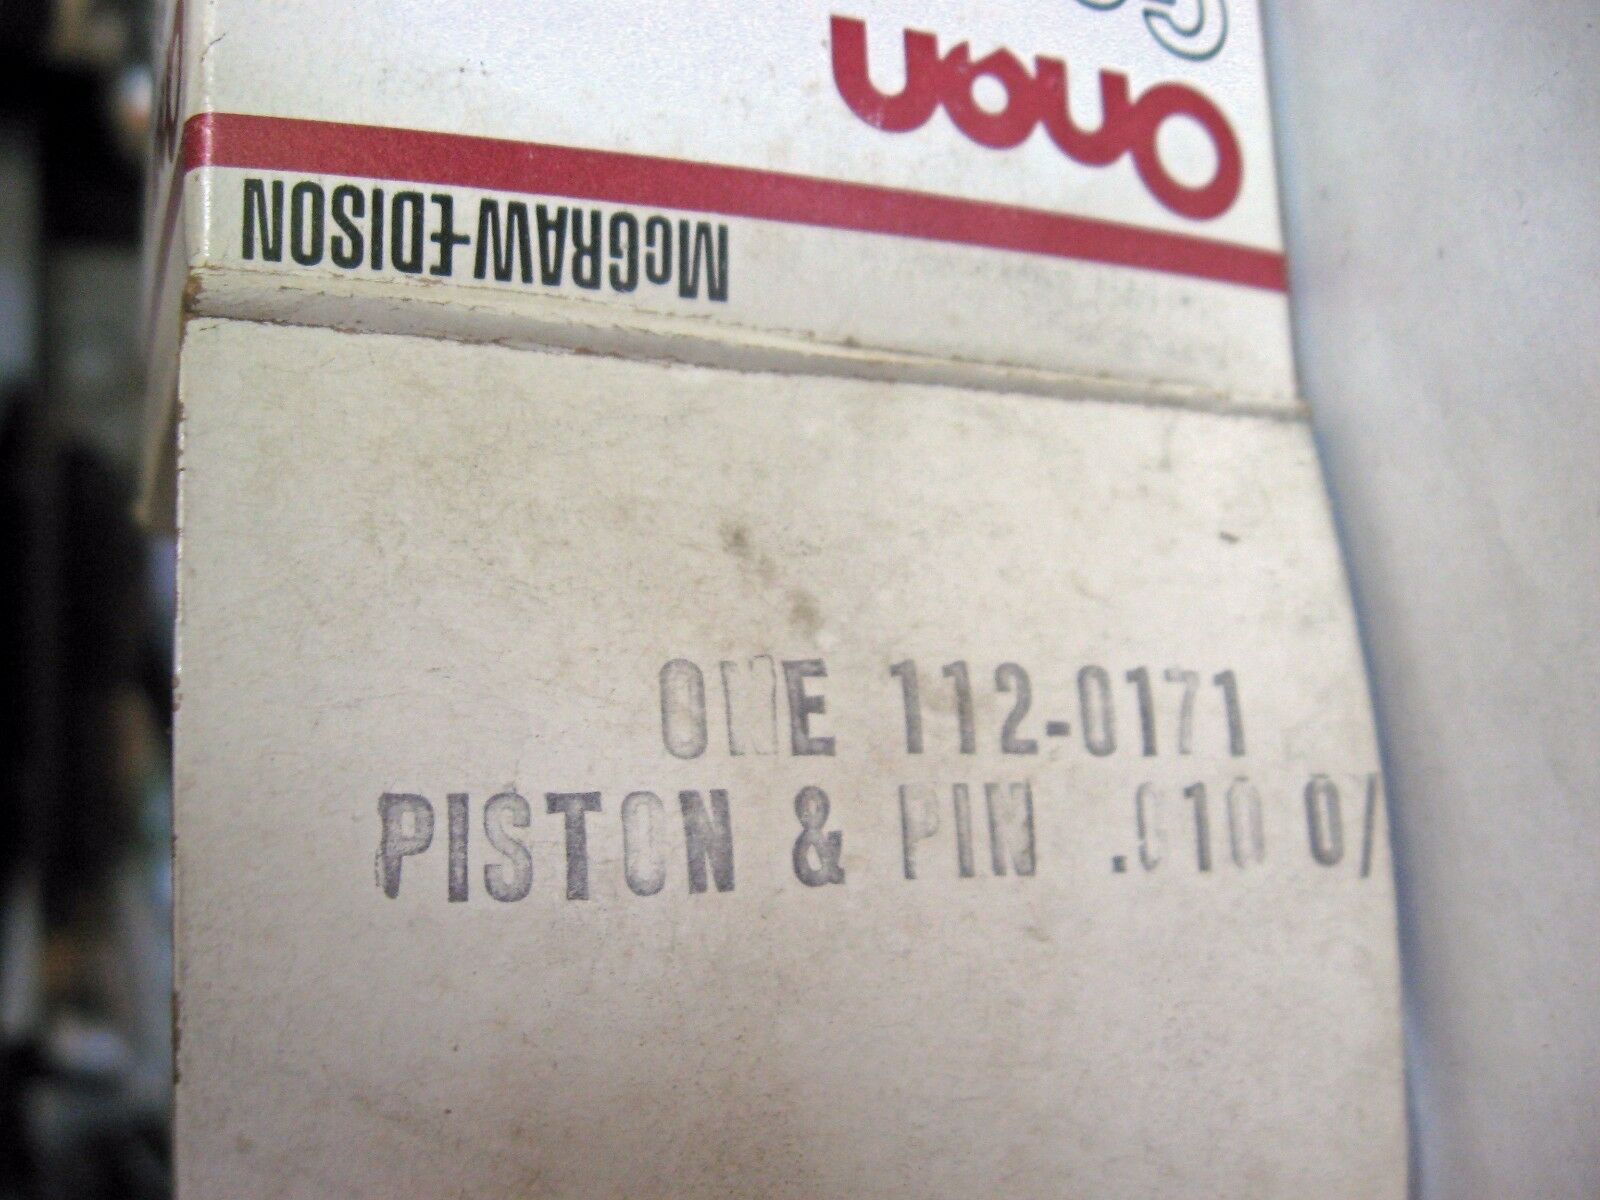 Onan
McGRAW-EDISON
ONE 112-0171
PISTON & PIN .010 O/